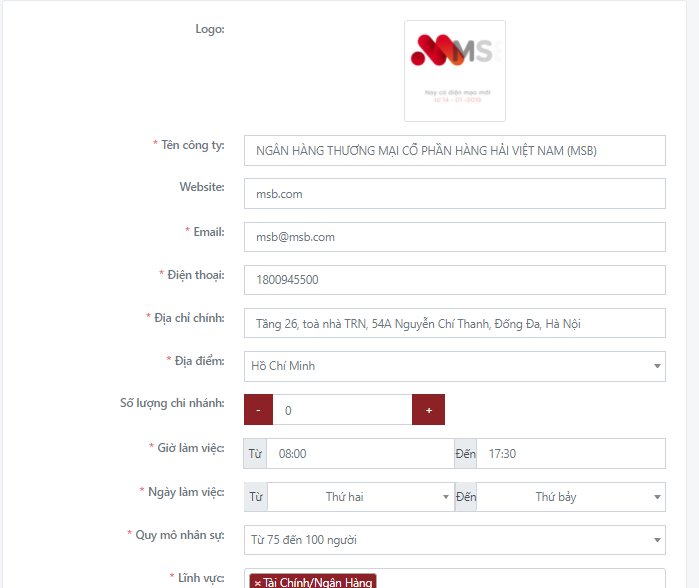 Logo:
MSB
Nay có diện mạo mới
từ 14 - 01 -2019
* Tên công ty: NGÂN HÀNG THƯƠNG MẠI CỔ PHẦN HÀNG HẢI VIỆT NAM (MSB)
Website: msb.com
* Email: msb@msb.com
* Điện thoại: 1800945500
* Địa chỉ chính: Tầng 26, toà nhà TRN, 54A Nguyễn Chí Thanh, Đống Đa, Hà Nội
* Địa điểm: Hồ Chí Minh
Số lượng chi nhánh: - 0 +
* Giờ làm việc: Từ 08:00 Đến 17:30
* Ngày làm việc: Từ Thứ hai Đến Thứ bảy
* Quy mô nhân sự: Từ 75 đến 100 người
* Lĩnh vực: × Tài Chính/Ngân Hàng